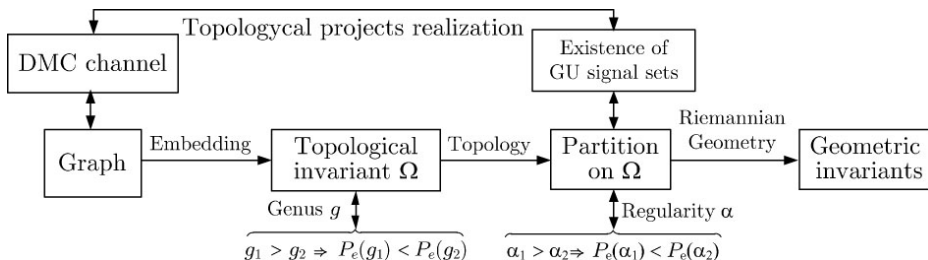 Topologycal projects realization
DMC channel
Existence of
GU signal sets
Graph
Embedding
Topological
invariant Ω
Topology
Partition
on Ω
Riemannian
Geometry
Geometric
invariants
Genus g
Regularity α
g₁ > g₂ ⇒ Pₑ(g₁) < Pₑ(g₂)
α₁ > α₂ ⇒ Pₑ(α₁) < Pₑ(α₂)